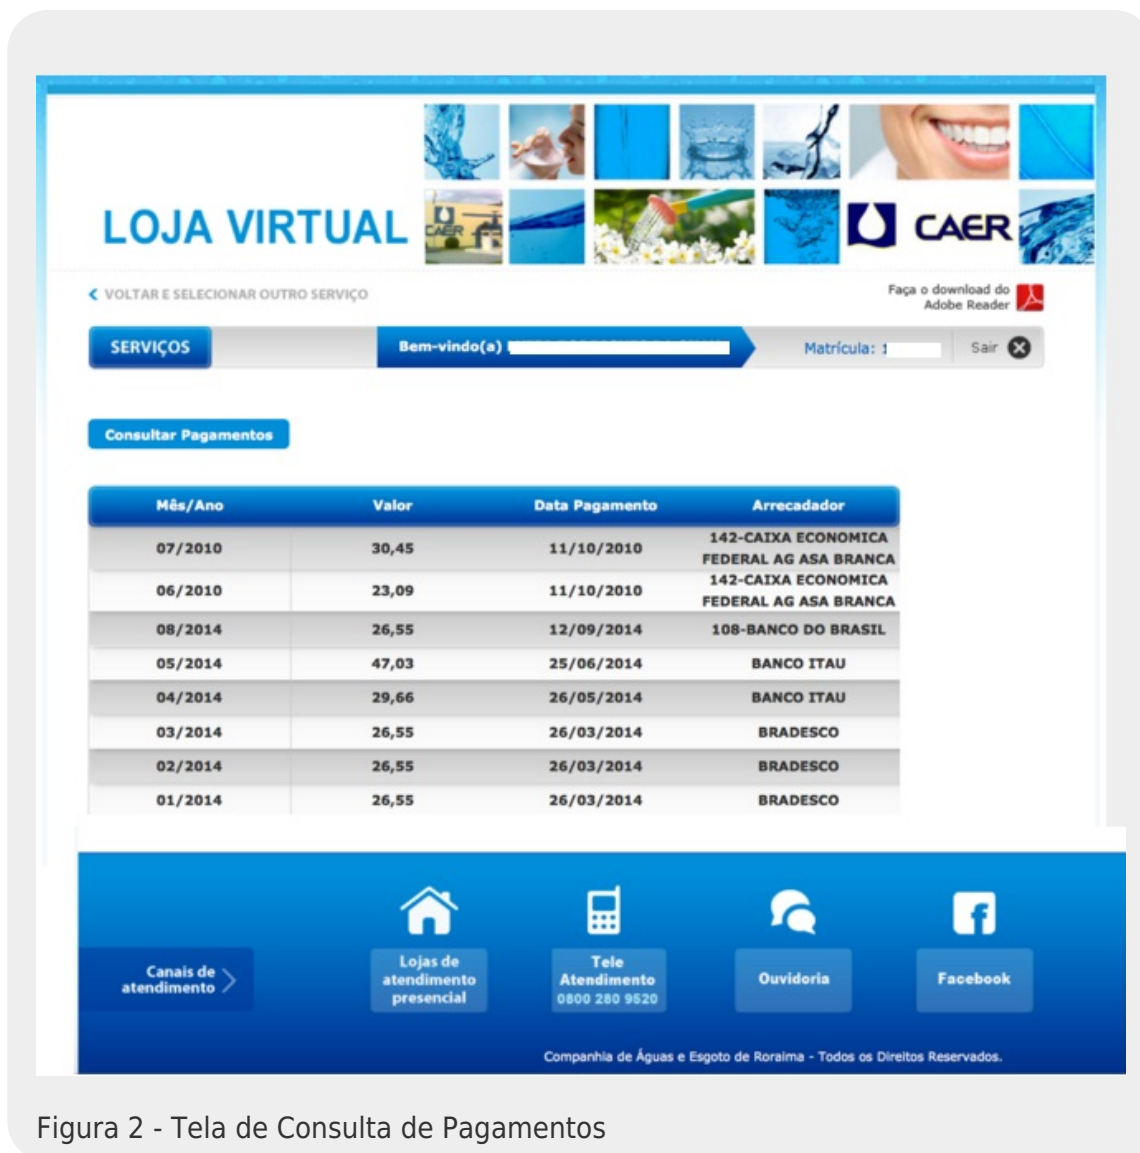 LOJA VIRTUAL
CAER
CAER
VOLTAR E SELECIONAR OUTRO SERVIÇO
Faça o download do
Adobe Reader
SERVIÇOS
Bem-vindo(a)
Matrícula: 1
Sair
Consultar Pagamentos
Mês/Ano Valor Data Pagamento Arrecadador
07/2010 30,45 11/10/2010 142-CAIXA ECONOMICA
FEDERAL AG ASA BRANCA
06/2010 23,09 11/10/2010 142-CAIXA ECONOMICA
FEDERAL AG ASA BRANCA
08/2014 26,55 12/09/2014 108-BANCO DO BRASIL
05/2014 47,03 25/06/2014 BANCO ITAU
04/2014 29,66 26/05/2014 BANCO ITAU
03/2014 26,55 26/03/2014 BRADESCO
02/2014 26,55 26/03/2014 BRADESCO
01/2014 26,55 26/03/2014 BRADESCO
Canais de
atendimento
Lojas de
atendimento
presencial
Tele
Atendimento
0800 280 9520
Ouvidoria
Facebook
Companhia de Águas e Esgoto de Roraima - Todos os Direitos Reservados.
Figura 2 - Tela de Consulta de Pagamentos